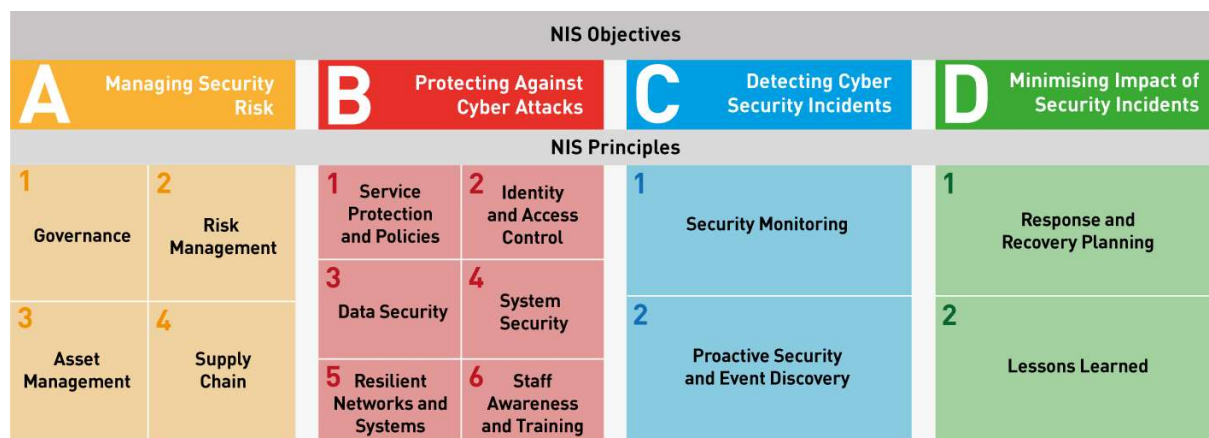 NIS Objectives
A
Managing Security
Risk
B
Protecting Against
Cyber Attacks
C
Detecting Cyber
Security Incidents
D
Minimising Impact of
Security Incidents
NIS Principles
1
Governance
2
Risk
Management
3
Asset
Management
4
Supply
Chain
1
Service
Protection
and Policies
2
Identity
and Access
Control
3
Data Security
4
System
Security
5
Resilient
Networks and
Systems
6
Staff
Awareness
and Training
1
Security Monitoring
2
Proactive Security
and Event Discovery
1
Response and
Recovery Planning
2
Lessons Learned